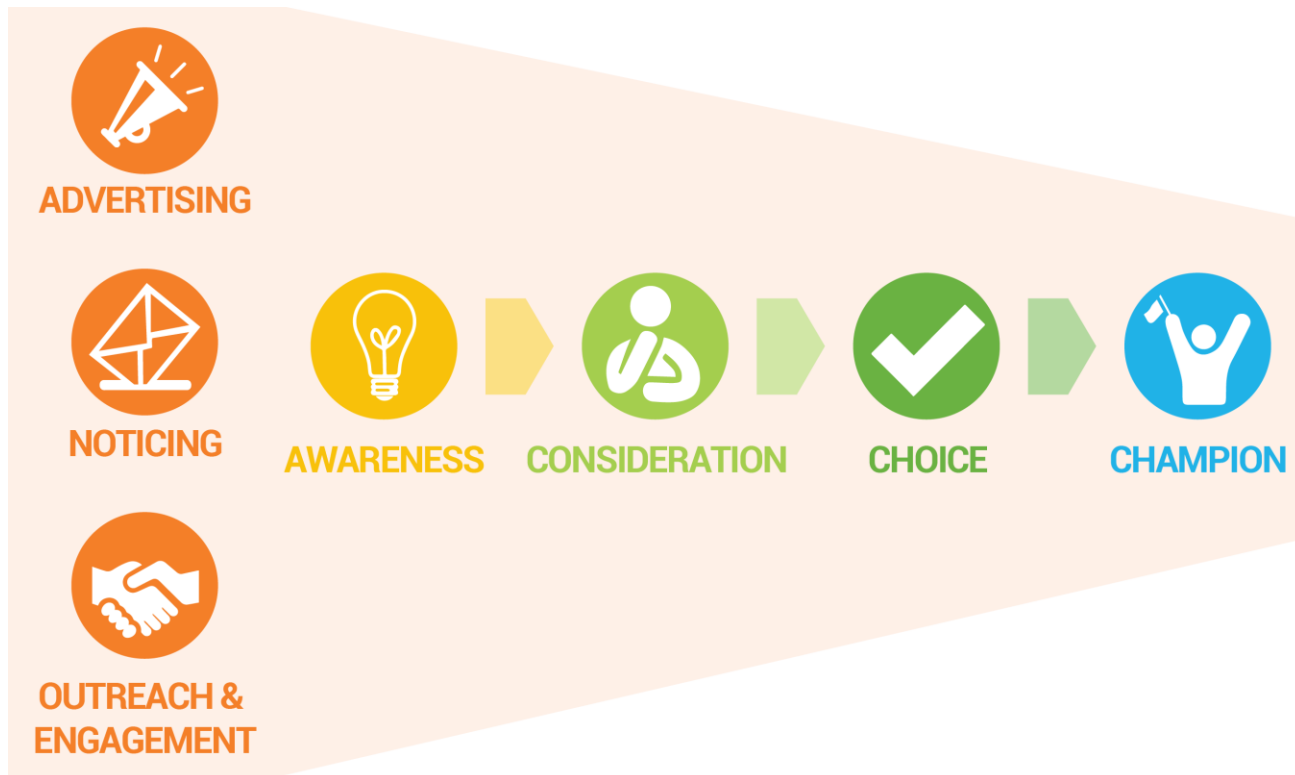 ADVERTISING
NOTICING
OUTREACH &
ENGAGEMENT
AWARENESS
CONSIDERATION
CHOICE
CHAMPION